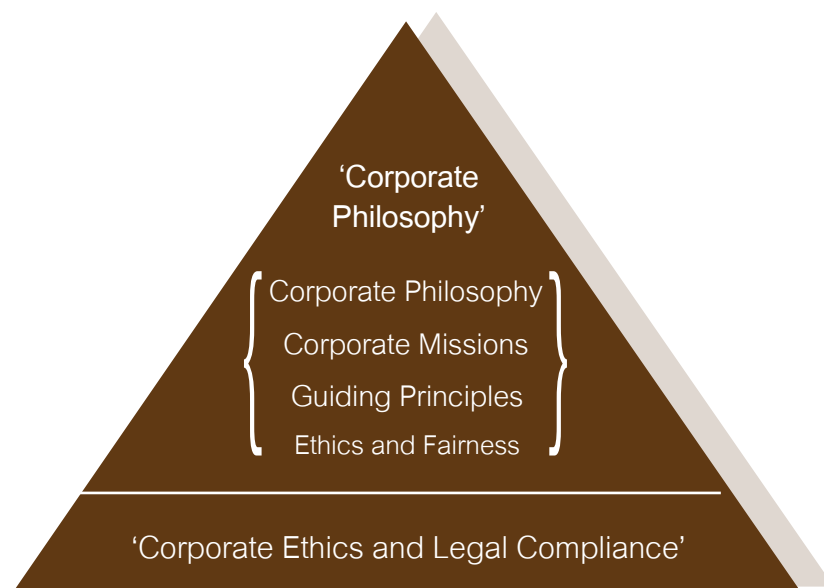 ‘Corporate
Philosophy’
Corporate Philosophy
Corporate Missions
Guiding Principles
Ethics and Fairness
‘Corporate Ethics and Legal Compliance’